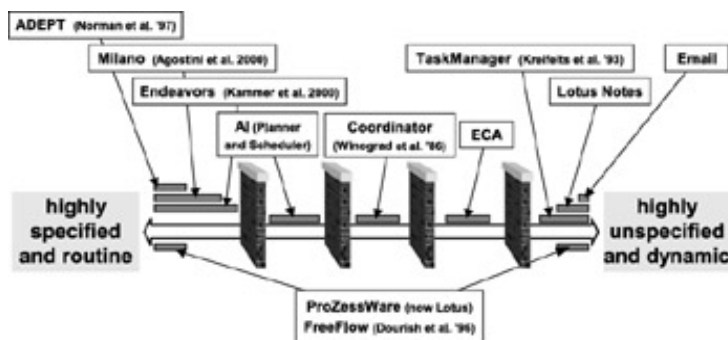 ADEPT (Norman et al. '97)
Milano (Agostini et al. 2000)
Endeavors (Kammer et al. 2000)
AI (Planner
and Scheduler)
Coordinator
(Winograd et al. '86)
ECA
TaskManager (Kreifelts et al. '93)
Lotus Notes
Email
highly
specified
and routine
highly
unspecified
and dynamic
ProZessWare (now Lotus)
FreeFlow (Dourish et al. '96)